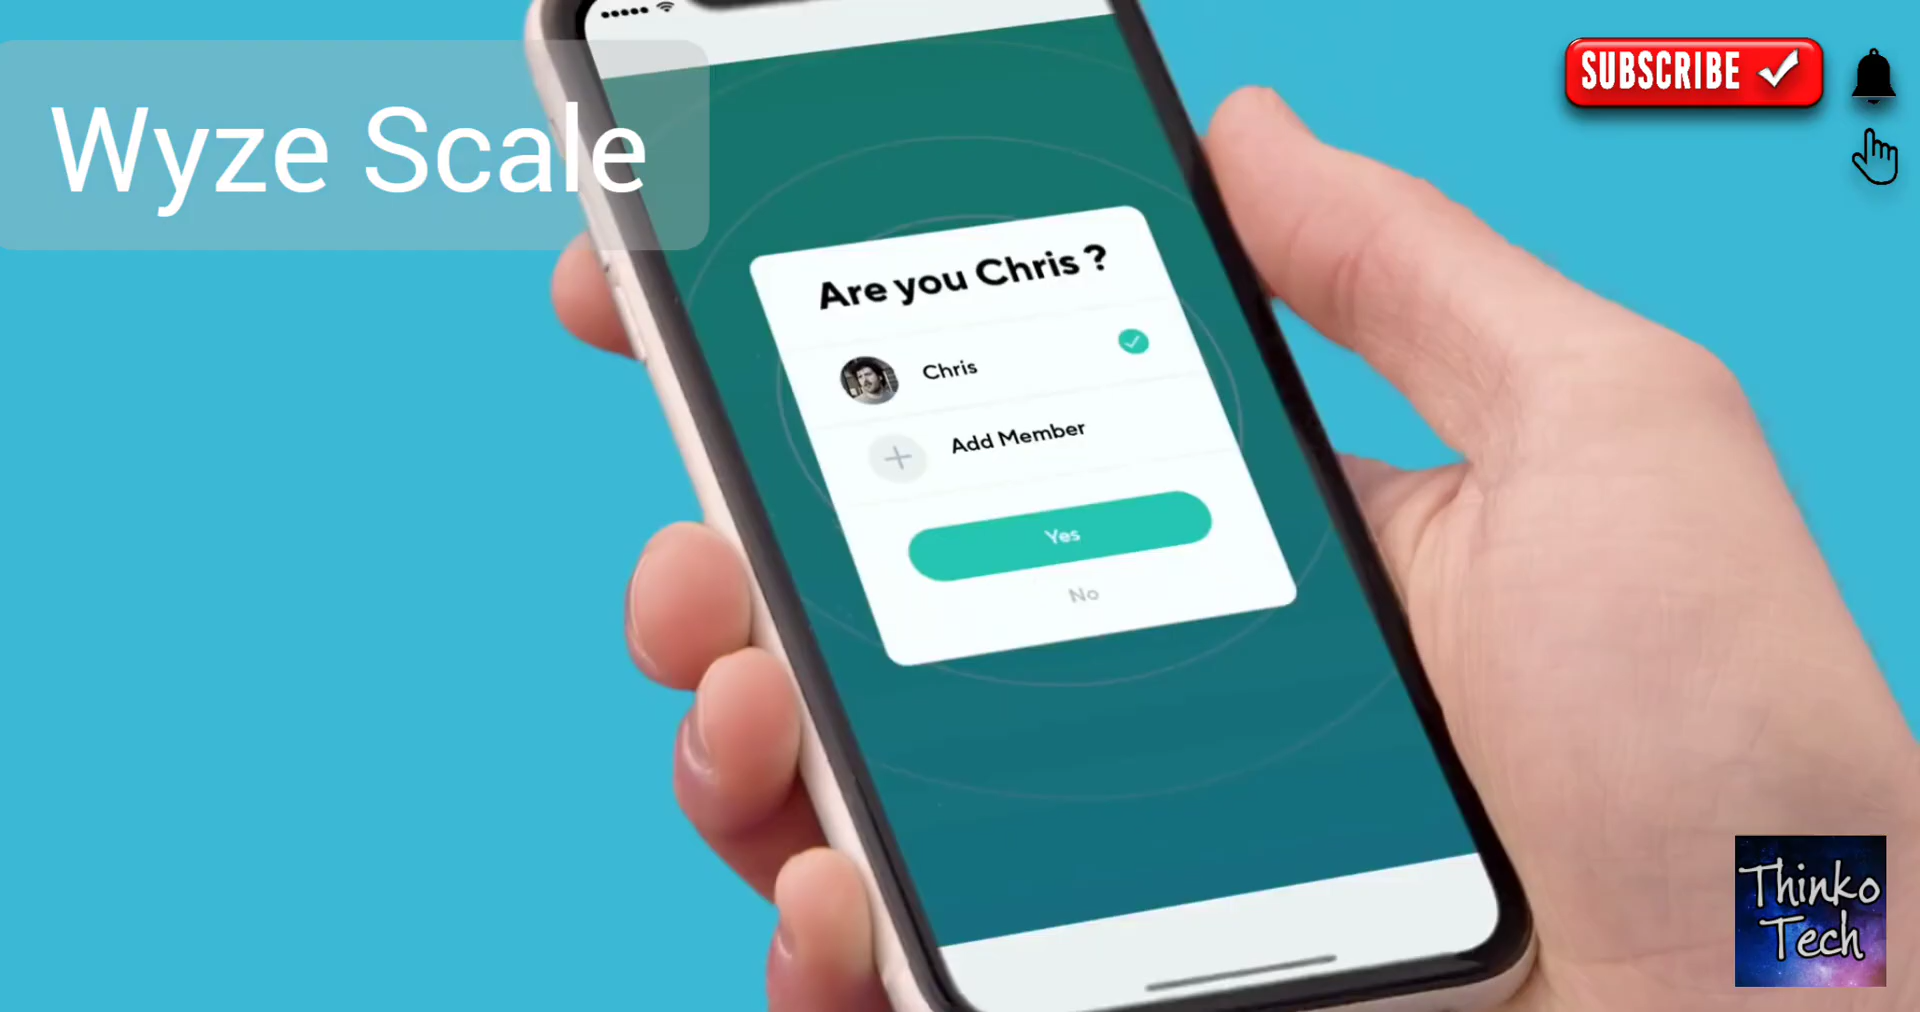 Wyze Scale
SUBSCRIBE
Are you Chris ?
Chris
Add Member
Yes
No
Thinko
Tech